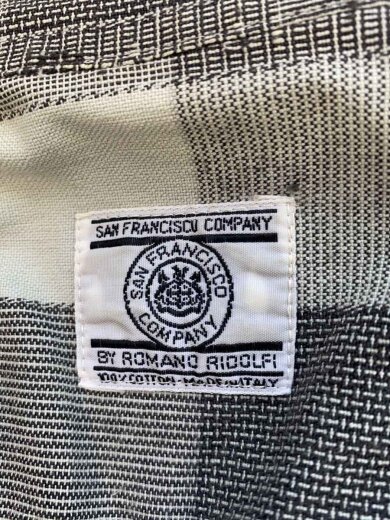 SAN FRANCISCO COMPANY
SAN FRANCISCO
COMPANY
BY ROMANO RIDOLFI
100% COTTON-MADE IN ITALY